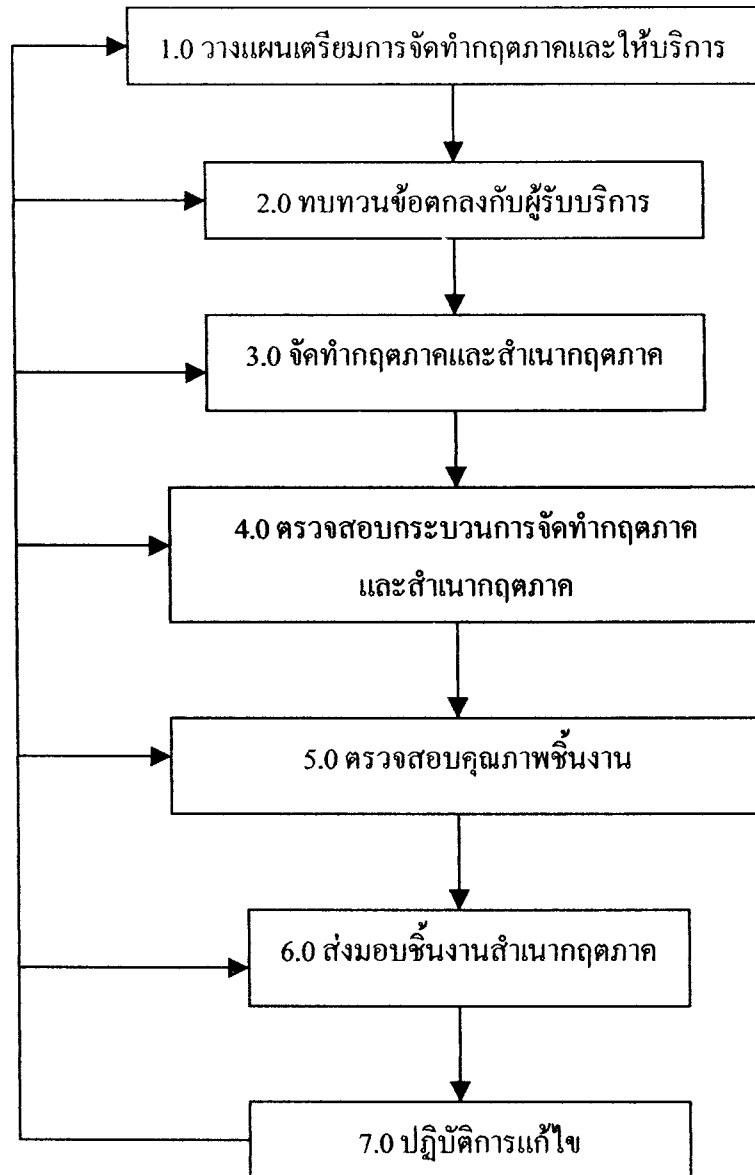 1.0 วางแผนเตรียมการจัดทำกฤตภาคและให้บริการ
2.0 ทบทวนข้อตกลงกับผู้รับบริการ
3.0 จัดทำกฤตภาคและสำเนากฤตภาค
4.0 ตรวจสอบกระบวนการจัดทำกฤตภาค
และสำเนากฤตภาค
5.0 ตรวจสอบคุณภาพชิ้นงาน
6.0 ส่งมอบชิ้นงานสำเนากฤตภาค
7.0 ปฏิบัติการแก้ไข